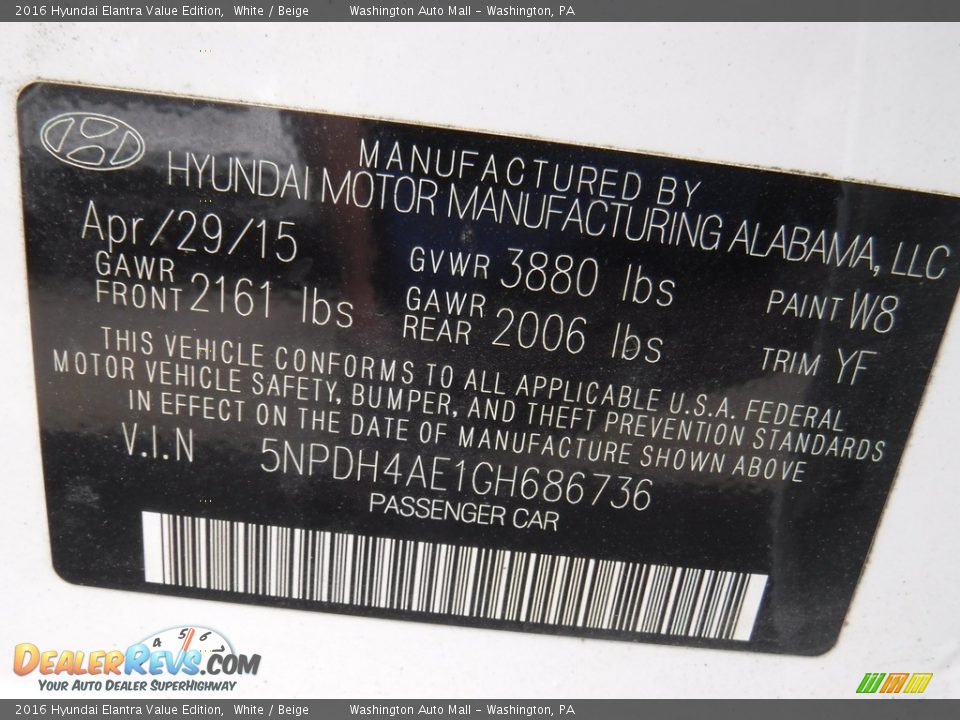 2016 Hyundai Elantra Value Edition, White / Beige Washington Auto Mall - Washington, PA
MANUFACTURED BY
HYUNDAI MOTOR MANUFACTURING ALABAMA, LLC
Apr/29/15 GVWR 3880 lbs PAINT W8
GAWR FRONT 2161 lbs GAWR REAR 2006 lbs TRIM YF
THIS VEHICLE CONFORMS TO ALL APPLICABLE U.S.A. FEDERAL
MOTOR VEHICLE SAFETY, BUMPER, AND THEFT PREVENTION STANDARDS
IN EFFECT ON THE DATE OF MANUFACTURE SHOWN ABOVE
V.I.N 5NPDH4AE1GH686736
PASSENGER CAR
4 5 6
DEALERREVS.COM
YOUR AUTO DEALER SUPERHIGHWAY
2016 Hyundai Elantra Value Edition, White / Beige Washington Auto Mall - Washington, PA